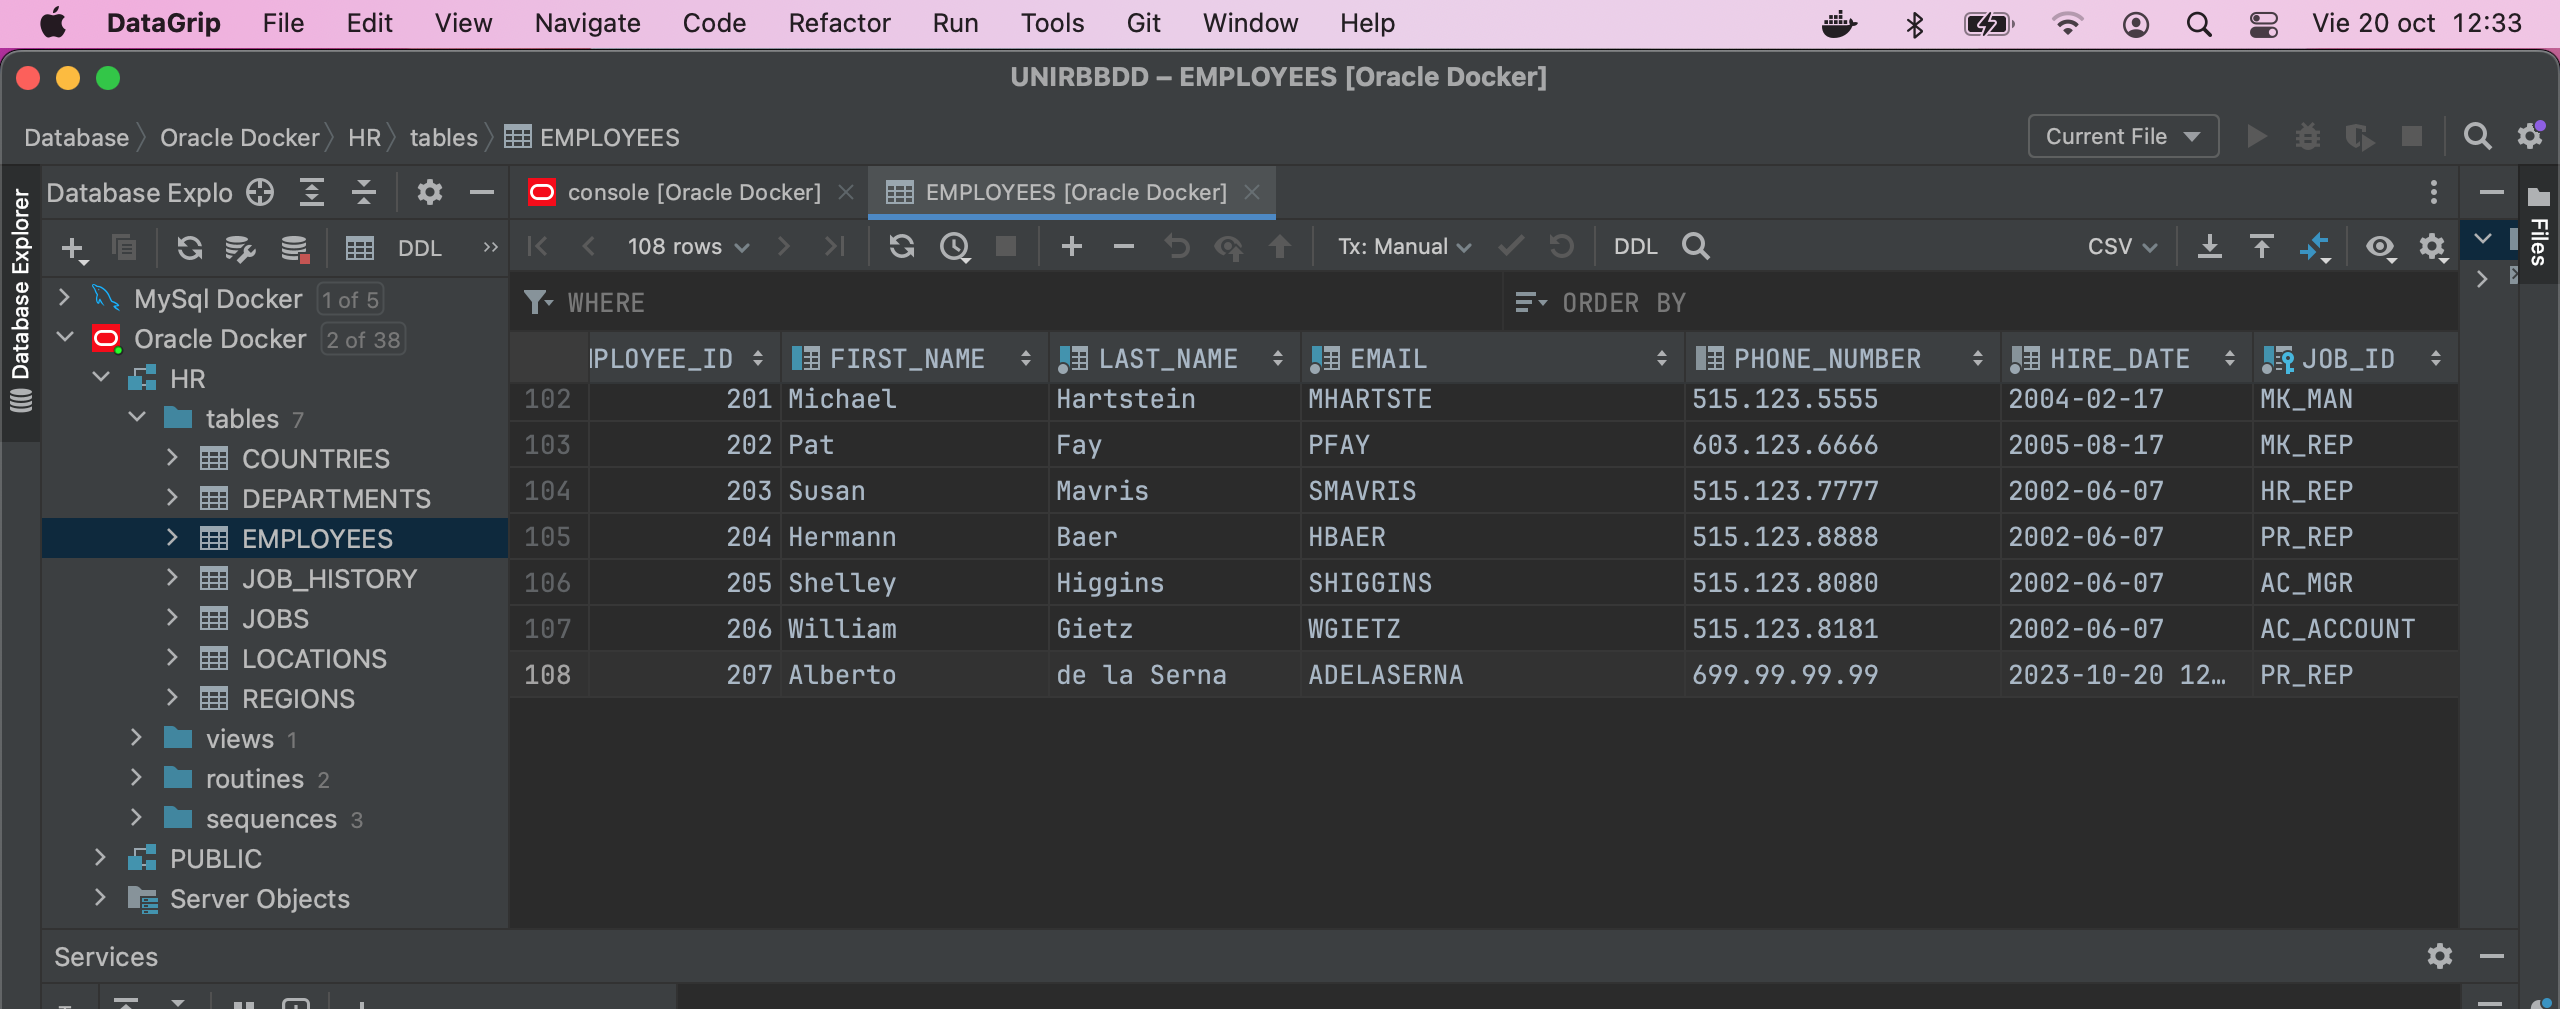 DataGrip File Edit View Navigate Code Refactor Run Tools Git Window Help Vie 20 oct 12:33
UNIRBBDD – EMPLOYEES [Oracle Docker]
Database Oracle Docker HR tables EMPLOYEES Current File
Database Explorer
Database Explo
console [Oracle Docker] EMPLOYEES [Oracle Docker]
Files
DDL 108 rows Tx: Manual DDL CSV
WHERE ORDER BY
MySql Docker 1 of 5
Oracle Docker 2 of 38
HR
tables 7
COUNTRIES
DEPARTMENTS
EMPLOYEES
JOB_HISTORY
JOBS
LOCATIONS
REGIONS
views 1
routines 2
sequences 3
PUBLIC
Server Objects
PLOYEE_ID FIRST_NAME LAST_NAME EMAIL PHONE_NUMBER HIRE_DATE JOB_ID
102 201 Michael Hartstein MHARTSTE 515.123.5555 2004-02-17 MK_MAN
103 202 Pat Fay PFAY 603.123.6666 2005-08-17 MK_REP
104 203 Susan Mavris SMAVRIS 515.123.7777 2002-06-07 HR_REP
105 204 Hermann Baer HBAER 515.123.8888 2002-06-07 PR_REP
106 205 Shelley Higgins SHIGGINS 515.123.8080 2002-06-07 AC_MGR
107 206 William Gietz WGIETZ 515.123.8181 2002-06-07 AC_ACCOUNT
108 207 Alberto de la Serna ADELASERNA 699.99.99.99 2023-10-20 12… PR_REP
Services